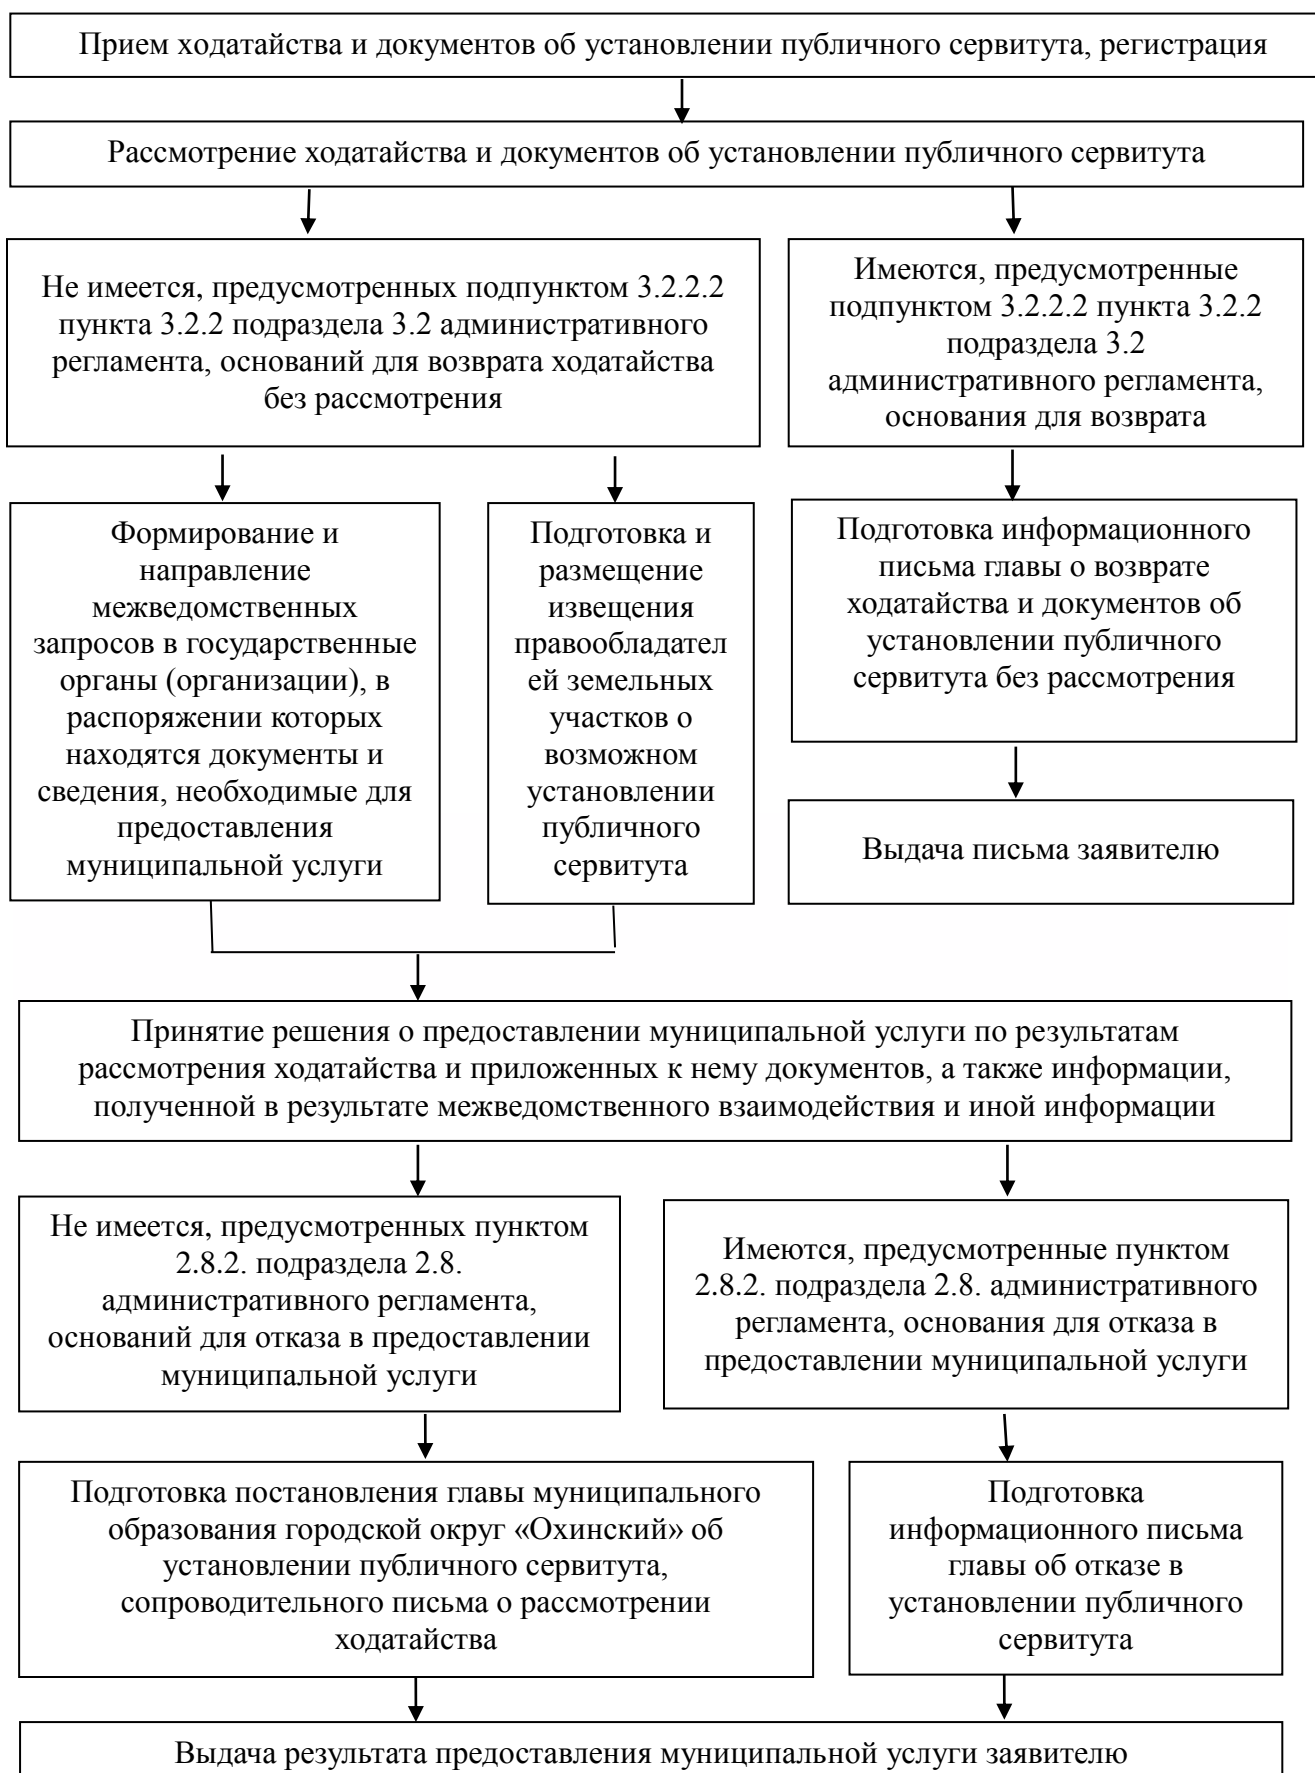 Прием ходатайства и документов об установлении публичного сервитута, регистрация
Рассмотрение ходатайства и документов об установлении публичного сервитута
Не имеется, предусмотренных подпунктом 3.2.2.2
пункта 3.2.2 подраздела 3.2 административного
регламента, оснований для возврата ходатайства
без рассмотрения
Имеются, предусмотренные
подпунктом 3.2.2.2 пункта 3.2.2
подраздела 3.2
административного регламента,
основания для возврата
Формирование и
направление
межведомственных
запросов в государственные
органы (организации), в
распоряжении которых
находятся документы и
сведения, необходимые для
предоставления
муниципальной услуги
Подготовка и
размещение
извещения
правообладател
ей земельных
участков о
возможном
установлении
публичного
сервитута
Подготовка информационного
письма главы о возврате
ходатайства и документов об
установлении публичного
сервитута без рассмотрения
Выдача письма заявителю
Принятие решения о предоставлении муниципальной услуги по результатам
рассмотрения ходатайства и приложенных к нему документов, а также информации,
полученной в результате межведомственного взаимодействия и иной информации
Не имеется, предусмотренных пунктом
2.8.2. подраздела 2.8.
административного регламента,
оснований для отказа в предоставлении
муниципальной услуги
Имеются, предусмотренные пунктом
2.8.2. подраздела 2.8. административного
регламента, основания для отказа в
предоставлении муниципальной услуги
Подготовка постановления главы муниципального
образования городской округ «Охинский» об
установлении публичного сервитута,
сопроводительного письма о рассмотрении
ходатайства
Подготовка
информационного письма
главы об отказе в
установлении публичного
сервитута
Выдача результата предоставления муниципальной услуги заявителю